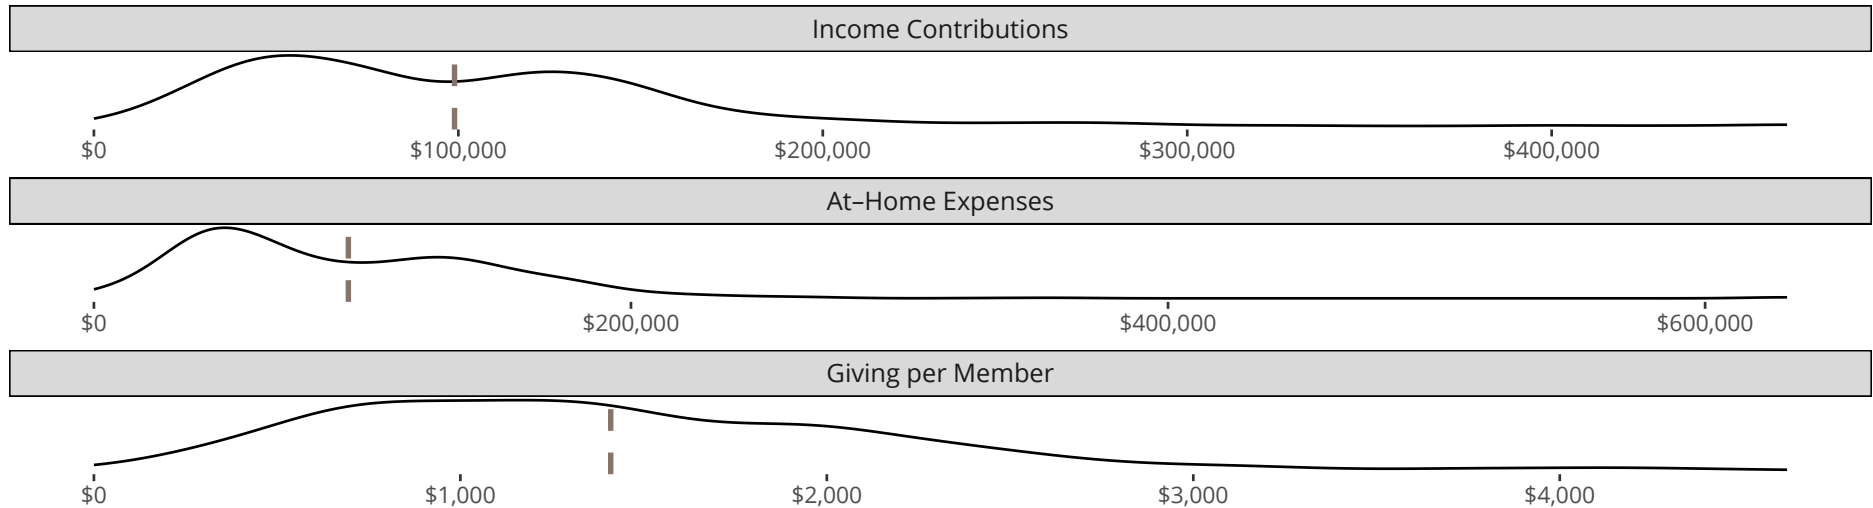 Income Contributions
$0 $100,000 $200,000 $300,000 $400,000
At–Home Expenses
$0 $200,000 $400,000 $600,000
Giving per Member
$0 $1,000 $2,000 $3,000 $4,000